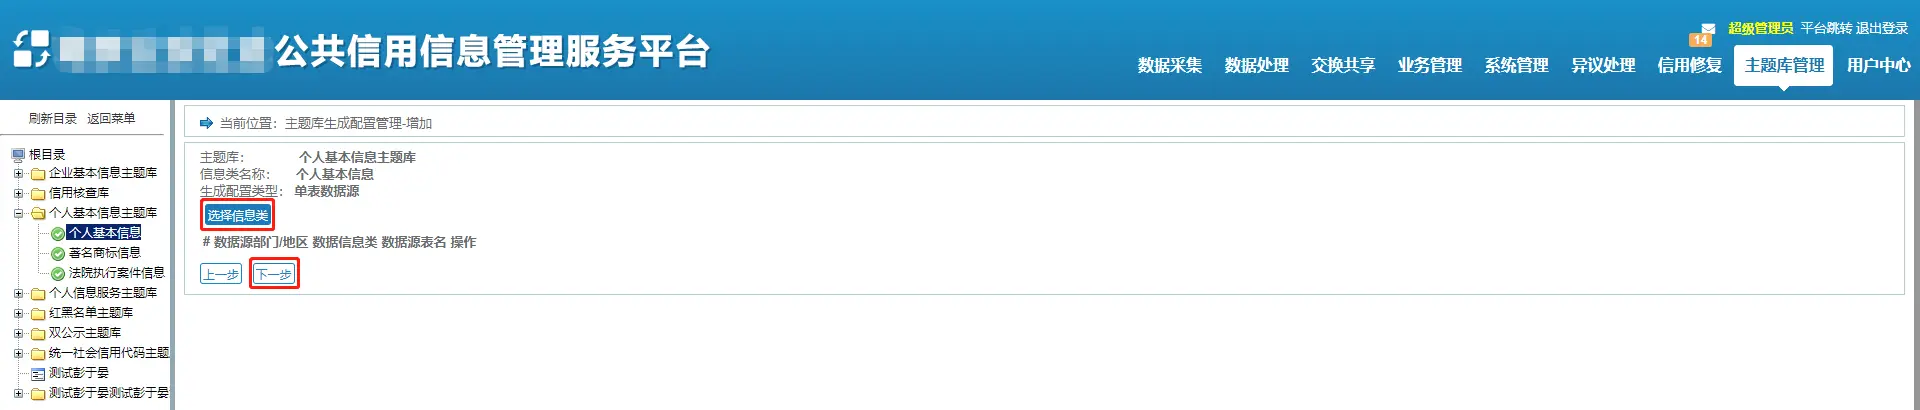 公共信用信息管理服务平台
14 超级管理员 平台跳转 退出登录
数据采集 数据处理 交换共享 业务管理 系统管理 异议处理 信用修复 主题库管理 用户中心
刷新目录 返回菜单
根目录
企业基本信息主题库
信用核查库
个人基本信息主题库
个人基本信息
著名商标信息
法院执行案件信息
个人信息服务主题库
红黑名单主题库
双公示主题库
统一社会信用代码主题
测试彭于晏
测试彭于晏测试彭于晏
当前位置：主题库生成配置管理-增加
主题库： 个人基本信息主题库
信息类名称： 个人基本信息
生成配置类型： 单表数据源
选择信息类
# 数据源部门/地区 数据信息类 数据源表名 操作
上一步 下一步